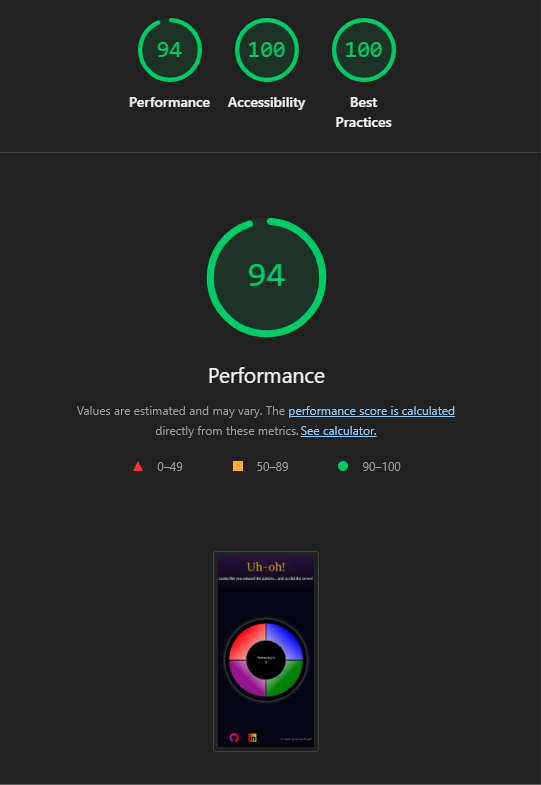 94
100
100
Performance
Accessibility
Best
Practices
94
Performance
Values are estimated and may vary. The performance score is calculated
directly from these metrics. See calculator.
0–49
50–89
90–100
Uh-oh!
Looks like you missed the pattern... and so did the server!
in